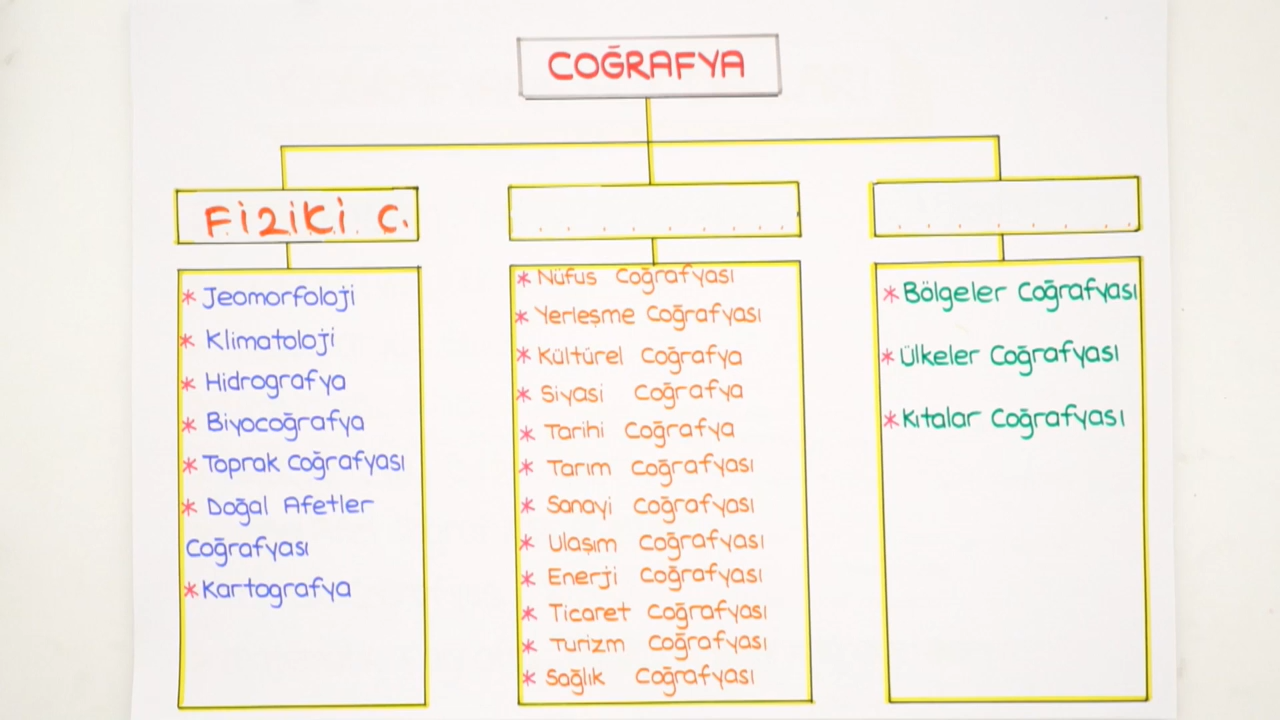 COĞRAFYA
FİZİKİ C.
* Jeomorfoloji
* Klimatoloji
* Hidrografya
* Biyocoğrafya
* Toprak Coğrafyası
* Doğal Afetler
Coğrafyası
* Kartografya
* Nüfus Coğrafyası
* Yerleşme Coğrafyası
* Kültürel Coğrafya
* Siyasi Coğrafya
* Tarihi Coğrafya
* Tarım Coğrafyası
* Sanayi Coğrafyası
* Ulaşım Coğrafyası
* Enerji Coğrafyası
* Ticaret Coğrafyası
* Turizm Coğrafyası
* Sağlık Coğrafyası
* Bölgeler Coğrafyası
* Ülkeler Coğrafyası
* Kıtalar Coğrafyası